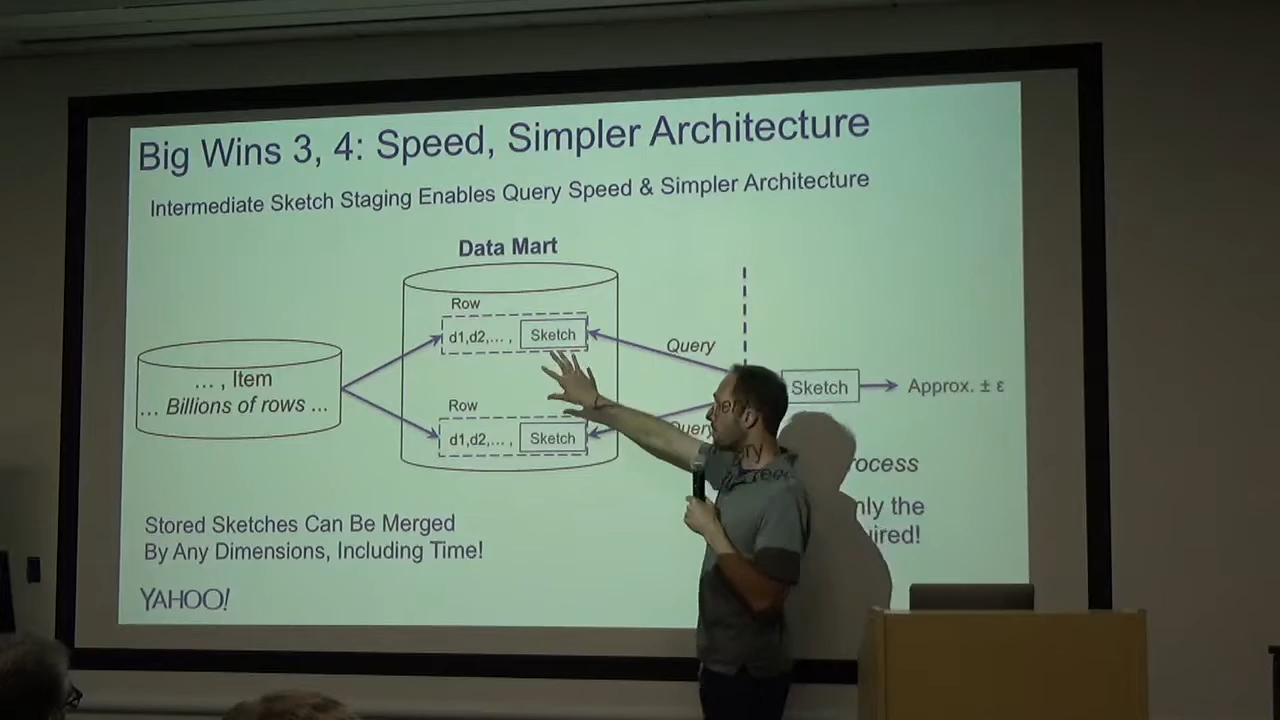 Big Wins 3, 4: Speed, Simpler Architecture
Intermediate Sketch Staging Enables Query Speed & Simpler Architecture
Data Mart
Row
d1,d2,... , Sketch
Query
... , Item
... Billions of rows ...
Sketch
Approx. ± ε
Row
d1,d2,... , Sketch
Stored Sketches Can Be Merged
By Any Dimensions, Including Time!
YAHOO!